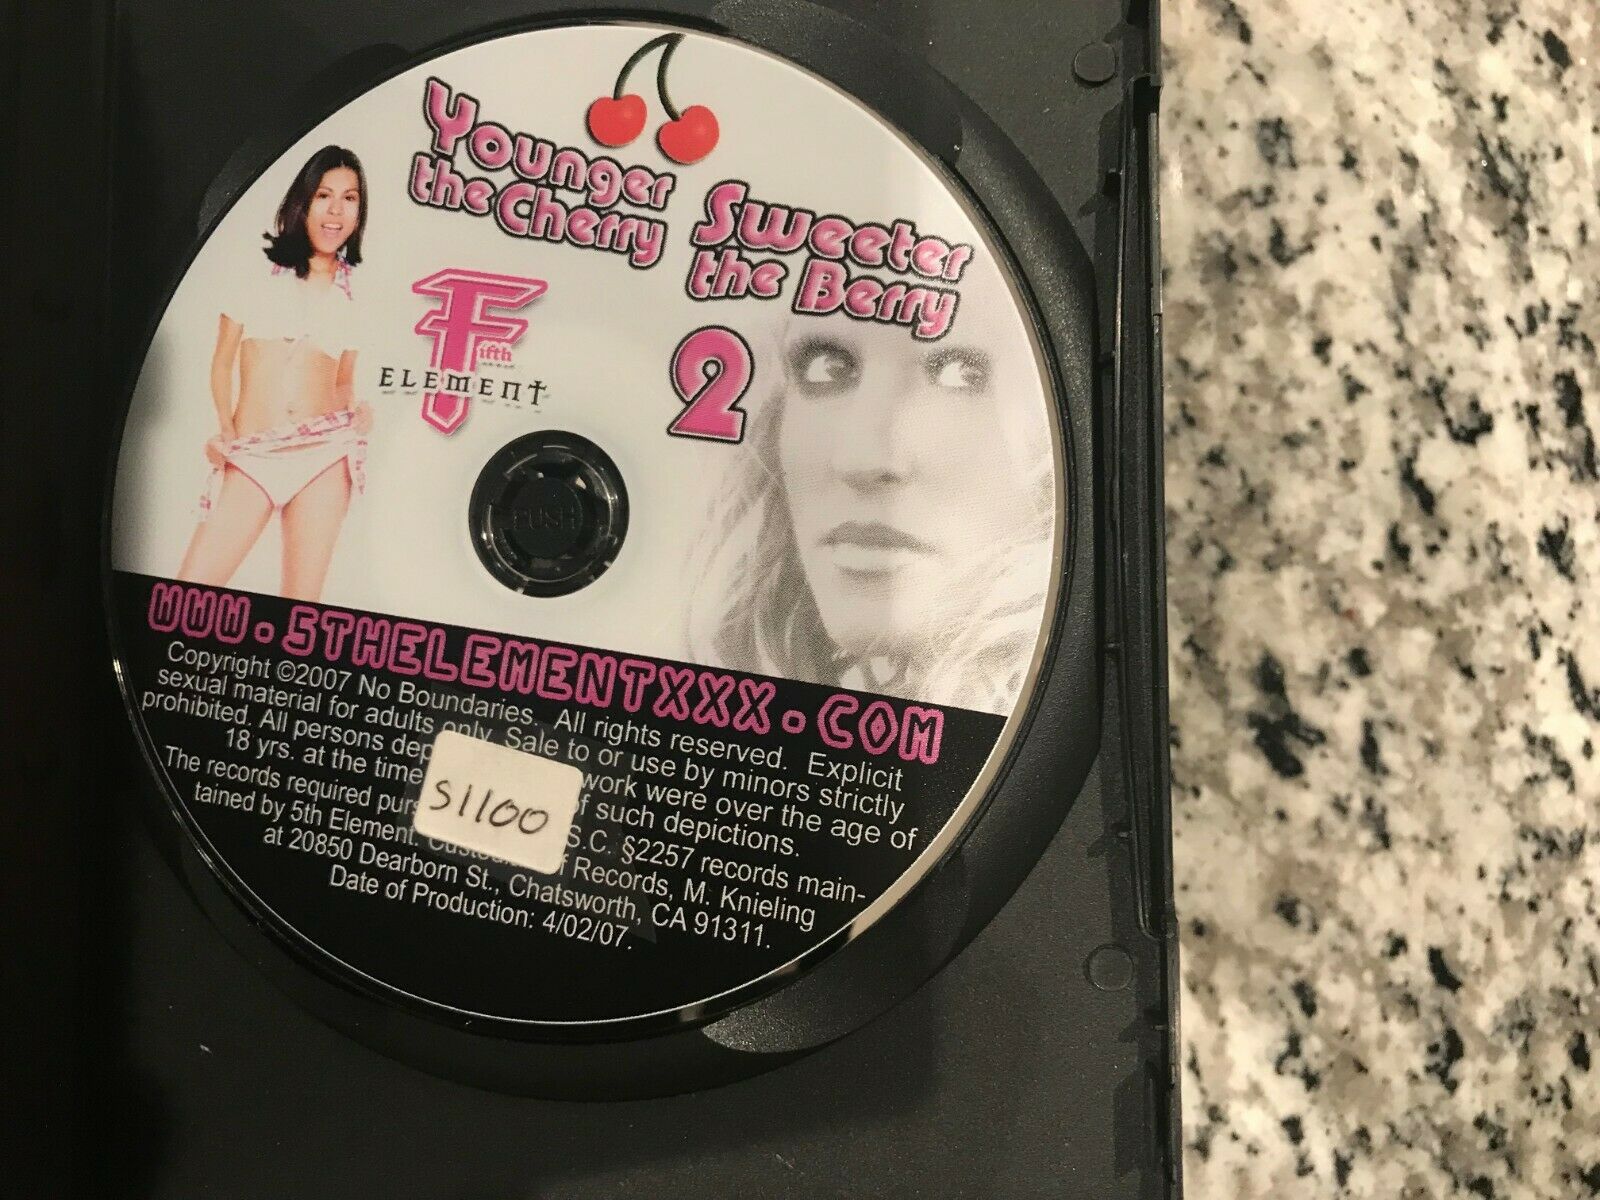 Younger
the Cherry
Sweeter
the Berry
2
Fifth
ELEMENT
PUSH
WWW.5THELEMENTXXX.COM
Copyright ©2007 No Boundaries. All rights reserved. Explicit
sexual material for adults only. Sale to or use by minors strictly
prohibited. All persons work were over the age of
18 yrs. at the time of such depictions.
The records required S.C. §2257 records main-
tained by 5th Element. of Records, M. Knieling
at 20850 Dearborn St., Chatsworth, CA 91311.
Date of Production: 4/02/07.
S1100